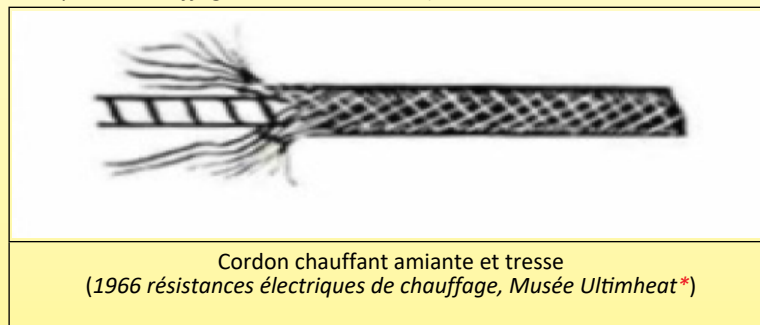 Cordon chauffant amiante et tresse
(1966 résistances électriques de chauffage, Musée Ultimheat*)